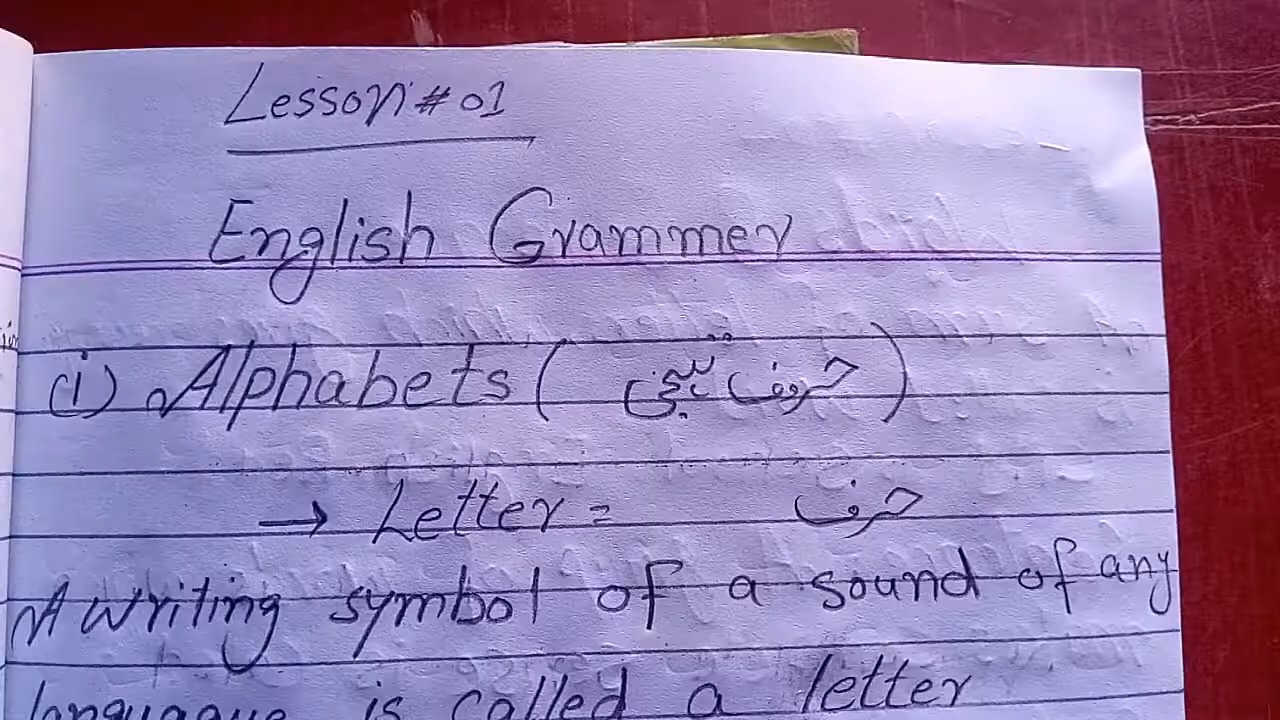 Lesson # 01
English Grammer
(i) Alphabets ( حروف تہجی )
→ Letter = حرف
A writing symbol of a sound of any
language is called a letter